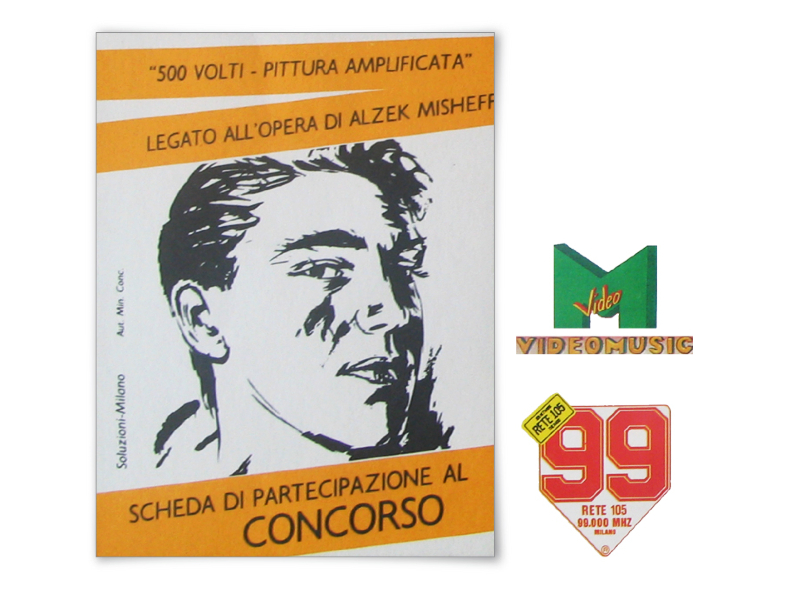 "500 VOLTI - PITTURA AMPLIFICATA"
LEGATO ALL'OPERA DI ALZEK MISHEFF
Soluzioni-Milano Aut. Min. Conc.
SCHEDA DI PARTECIPAZIONE AL
CONCORSO
M
Video
VIDEOMUSIC
RETE 105
99
RETE 105
99.000 MHZ
MILANO
®